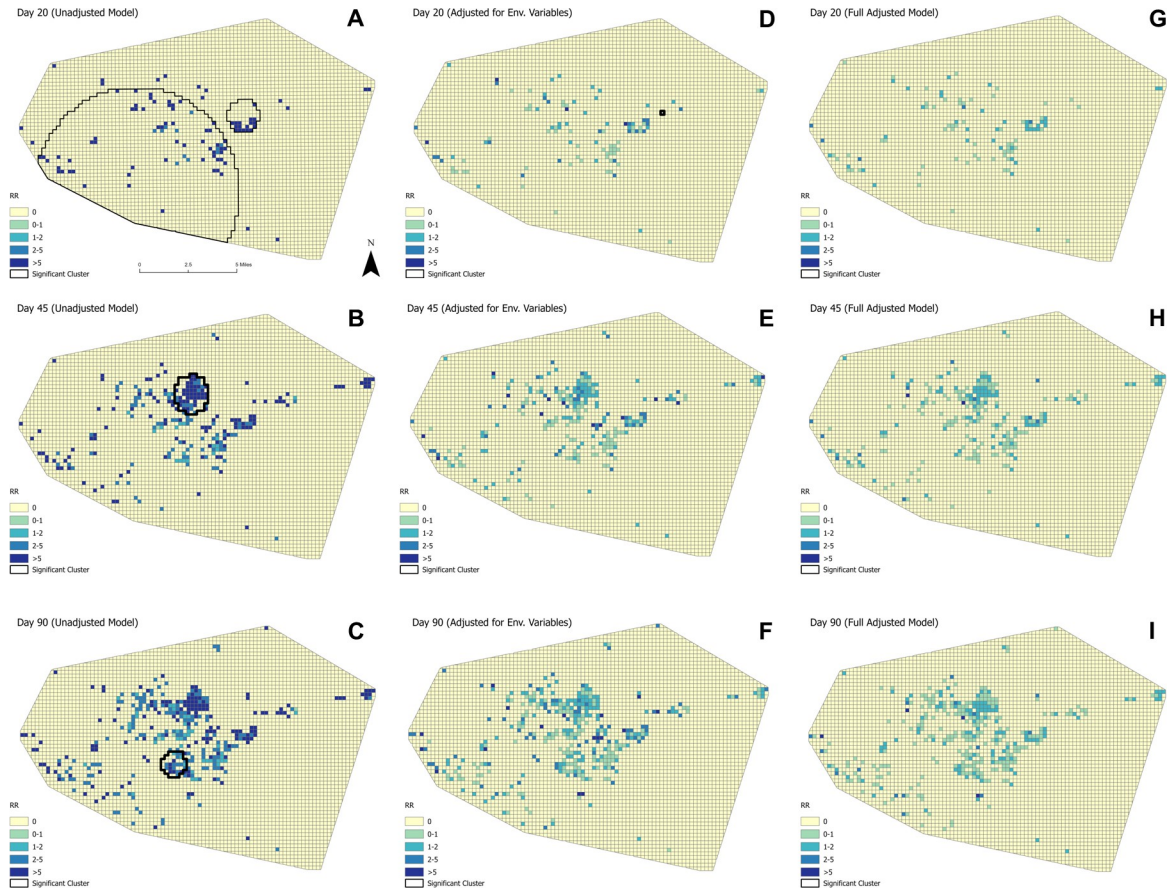 Day 20 (Unadjusted Model)
A
RR
0
0-1
1-2
2-5
>5
Significant Cluster
0 2.5 5 Miles
N
Day 20 (Adjusted for Env. Variables)
D
RR
0
0-1
1-2
2-5
>5
Significant Cluster
Day 20 (Full Adjusted Model)
G
RR
0
0-1
1-2
2-5
>5
Significant Cluster
Day 45 (Unadjusted Model)
B
RR
0
0-1
1-2
2-5
>5
Significant Cluster
Day 45 (Adjusted for Env. Variables)
E
RR
0
0-1
1-2
2-5
>5
Significant Cluster
Day 45 (Full Adjusted Model)
H
RR
0
0-1
1-2
2-5
>5
Significant Cluster
Day 90 (Unadjusted Model)
C
RR
0
0-1
1-2
2-5
>5
Significant Cluster
Day 90 (Adjusted for Env. Variables)
F
RR
0
0-1
1-2
2-5
>5
Significant Cluster
Day 90 (Full Adjusted Model)
I
RR
0
0-1
1-2
2-5
>5
Significant Cluster